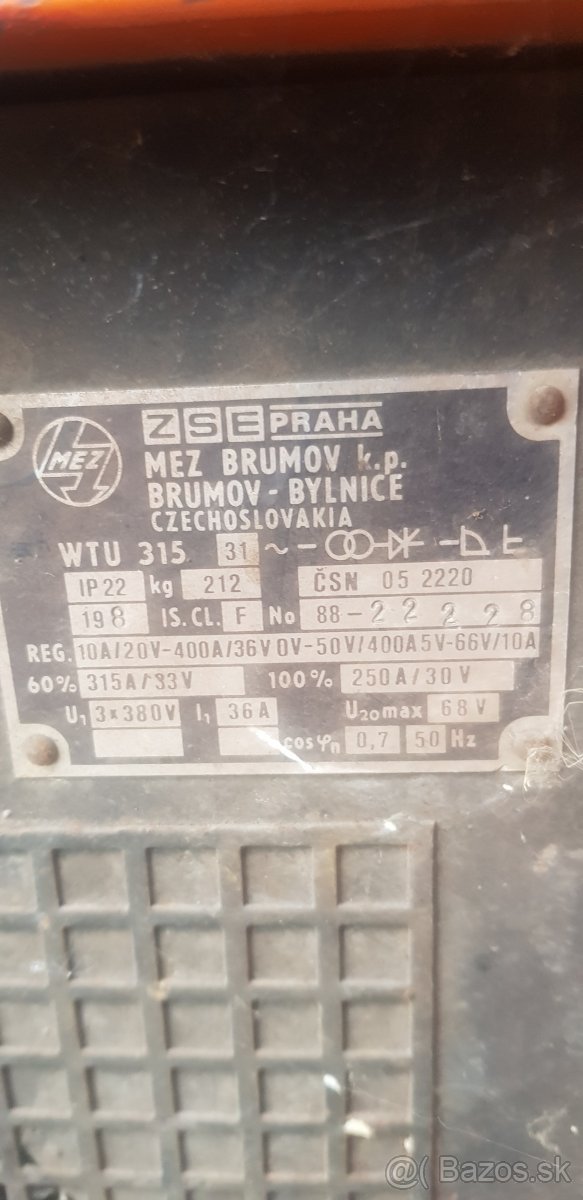 MEZ
ZSE PRAHA
MEZ BRUMOV k.p.
BRUMOV - BYLNICE
CZECHOSLOVAKIA
WTU 315 31 ~ -
IP 22 kg 212 ČSN 05 2220
198 IS. CL. F No 88-22228
REG. 10A/20V-400A/36V 0V-50V/400A 5V-66V/10A
60% 315A/33V 100% 250A/30V
U₁ 3×380V I₁ 36A U₂₀max 68 V
cos φₙ 0,7 50 Hz
@( Bazos.sk